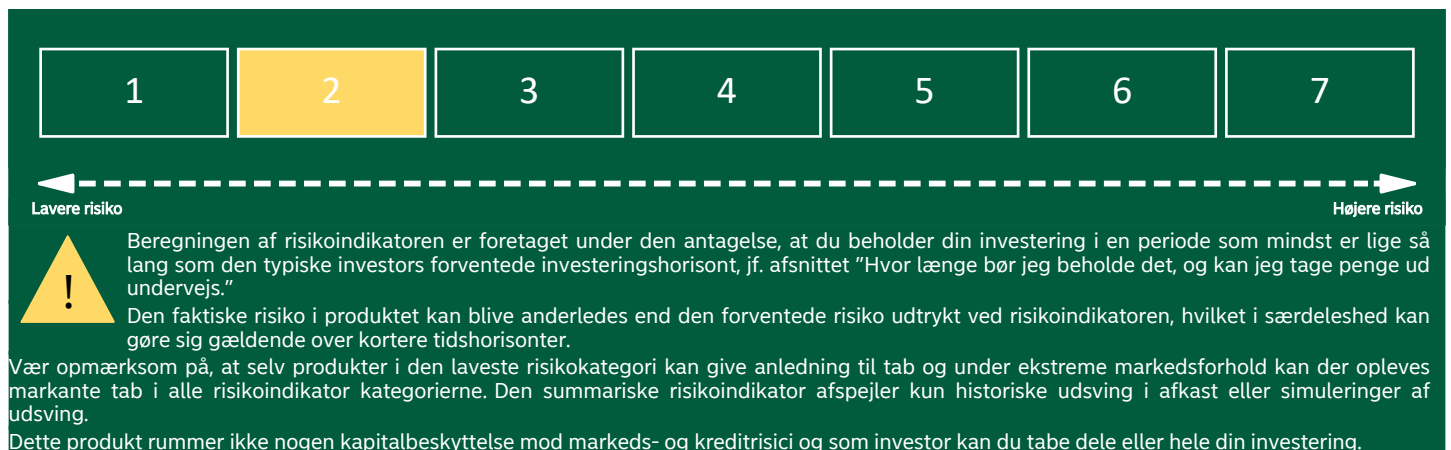 1 2 3 4 5 6 7
Lavere risiko Højere risiko
Beregningen af risikoindikatoren er foretaget under den antagelse, at du beholder din investering i en periode som mindst er lige så
lang som den typiske investors forventede investeringshorisont, jf. afsnittet ”Hvor længe bør jeg beholde det, og kan jeg tage penge ud
undervejs.”
!
Den faktiske risiko i produktet kan blive anderledes end den forventede risiko udtrykt ved risikoindikatoren, hvilket i særdeleshed kan
gøre sig gældende over kortere tidshorisonter.
Vær opmærksom på, at selv produkter i den laveste risikokategori kan give anledning til tab og under ekstreme markedsforhold kan der opleves
markante tab i alle risikoindikator kategorierne. Den summariske risikoindikator afspejler kun historiske udsving i afkast eller simuleringer af
udsving.
Dette produkt rummer ikke nogen kapitalbeskyttelse mod markeds- og kreditrisici og som investor kan du tabe dele eller hele din investering.